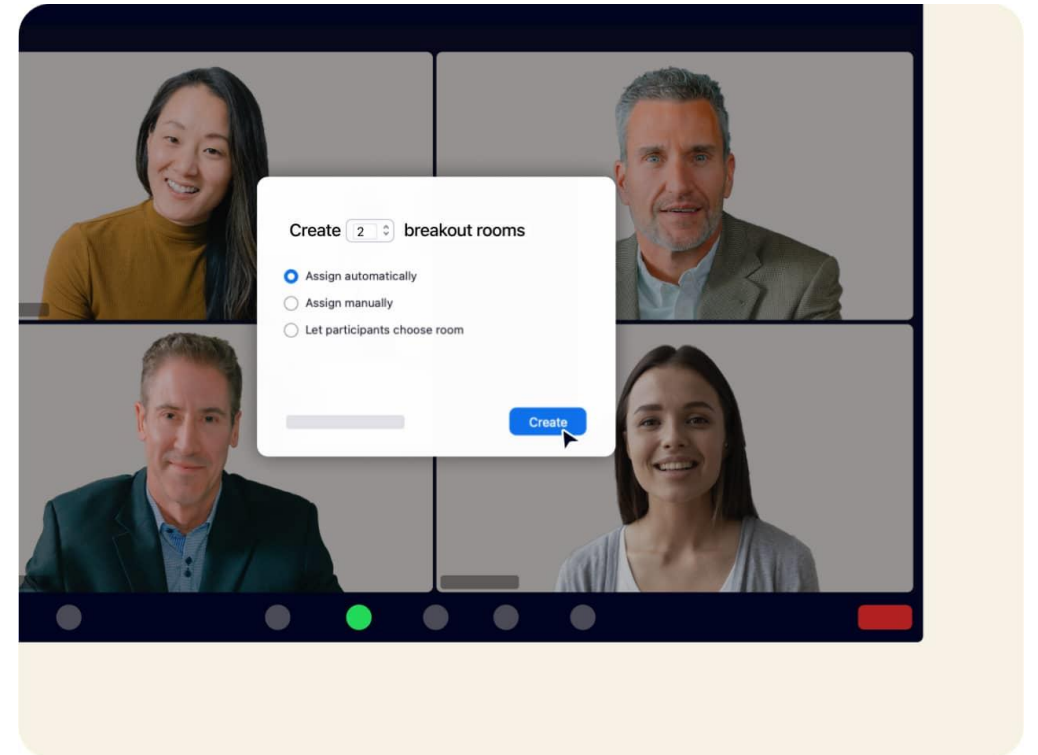 Create 2 breakout rooms
Assign automatically
Assign manually
Let participants choose room
Create